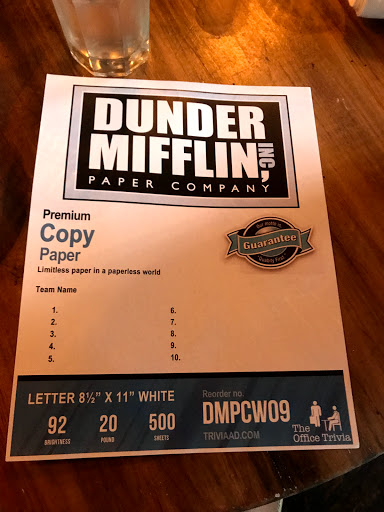 DUNDER
MIFFLIN, INC
PAPER COMPANY
Premium
Copy
Paper
Limitless paper in a paperless world
Guarantee
Quality First
Team Name
1.
2.
3.
4.
5.
6.
7.
8.
9.
10.
LETTER 8½" X 11" WHITE
92
BRIGHTNESS
20
POUND
500
SHEETS
Reorder no.
DMPCW09
TRIVIAAD.COM
The
Office Trivia